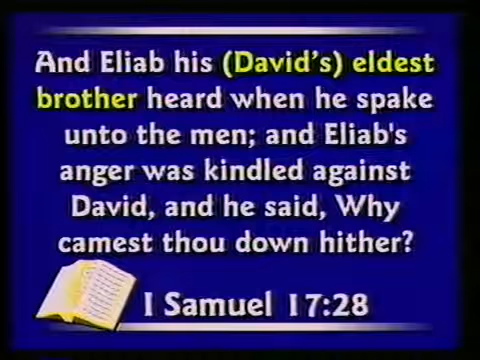 And Eliab his (David's) eldest
brother heard when he spake
unto the men; and Eliab's
anger was kindled against
David, and he said, Why
camest thou down hither?
I Samuel 17:28